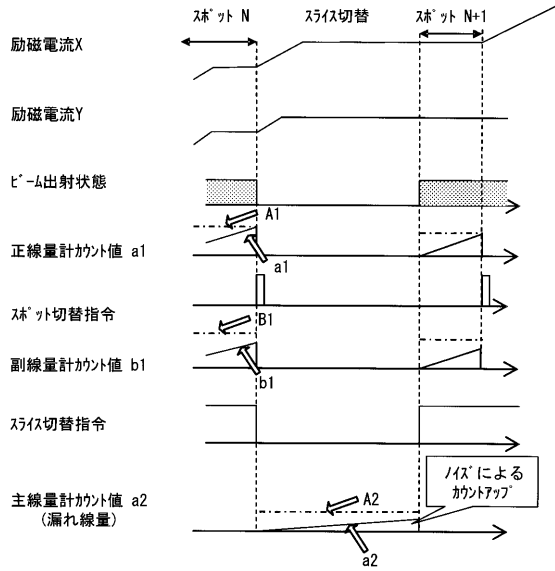 スポット N
スライス切替
スポット N+1
励磁電流X
励磁電流Y
ビーム出射状態
A1
正線量計カウント値 a1
a1
スポット切替指令
B1
副線量計カウント値 b1
b1
スライス切替指令
ノイズによる
カウントアップ
A2
主線量計カウント値 a2
(漏れ線量)
a2